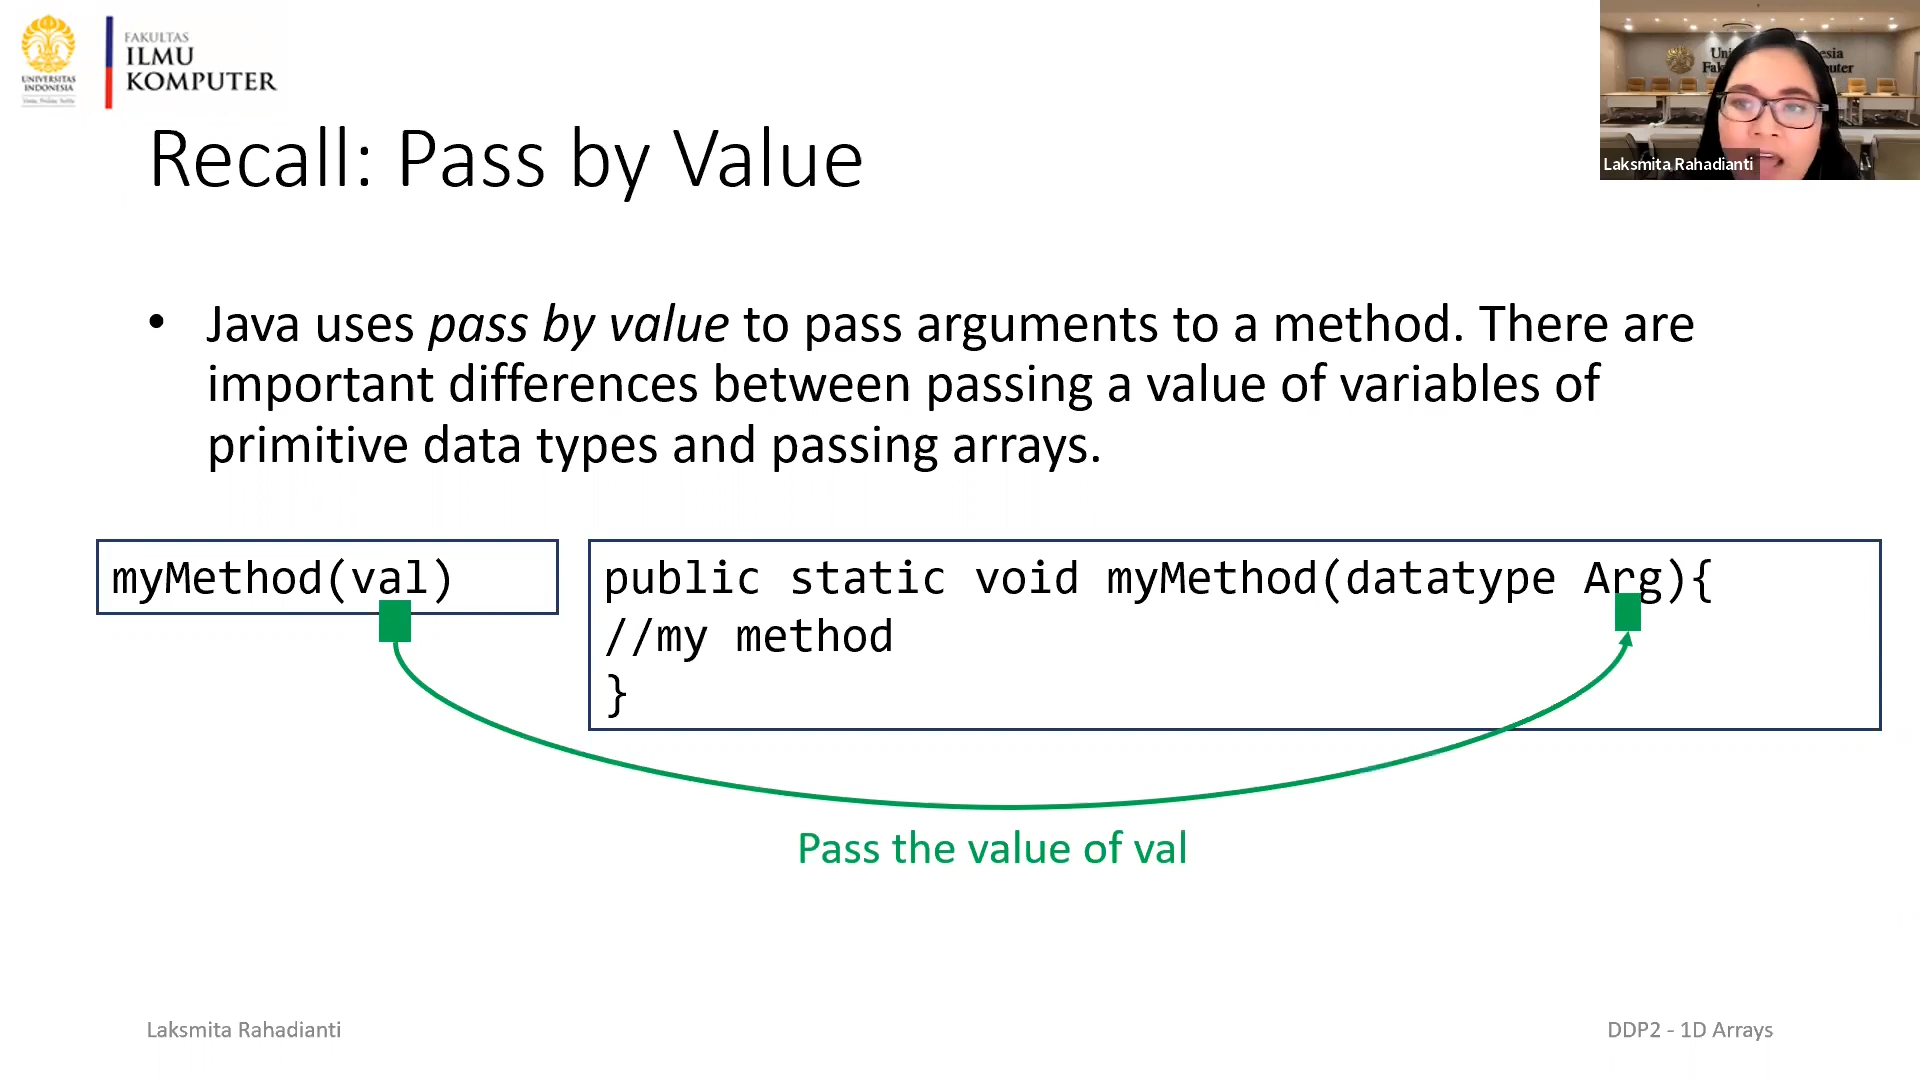 UNIVERSITAS
INDONESIA
FAKULTAS
ILMU
KOMPUTER
Laksmita Rahadianti
Recall: Pass by Value
• Java uses pass by value to pass arguments to a method. There are
important differences between passing a value of variables of
primitive data types and passing arrays.
myMethod(val)
public static void myMethod(datatype Arg){
//my method
}
Pass the value of val
Laksmita Rahadianti
DDP2 - 1D Arrays